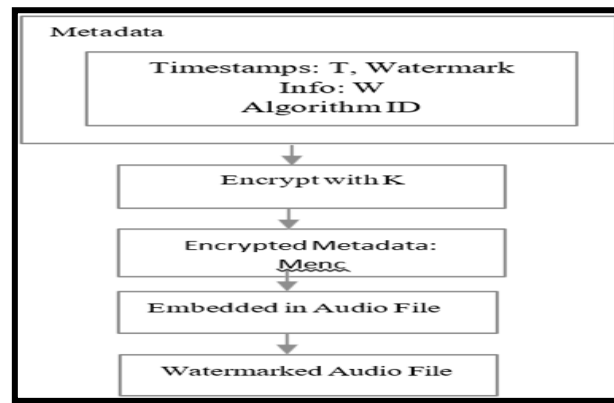 Metadata
Timestamps: T, Watermark
Info: W
Algorithm ID
Encrypt with K
Encrypted Metadata:
Menc
Embedded in Audio File
Watermarked Audio File